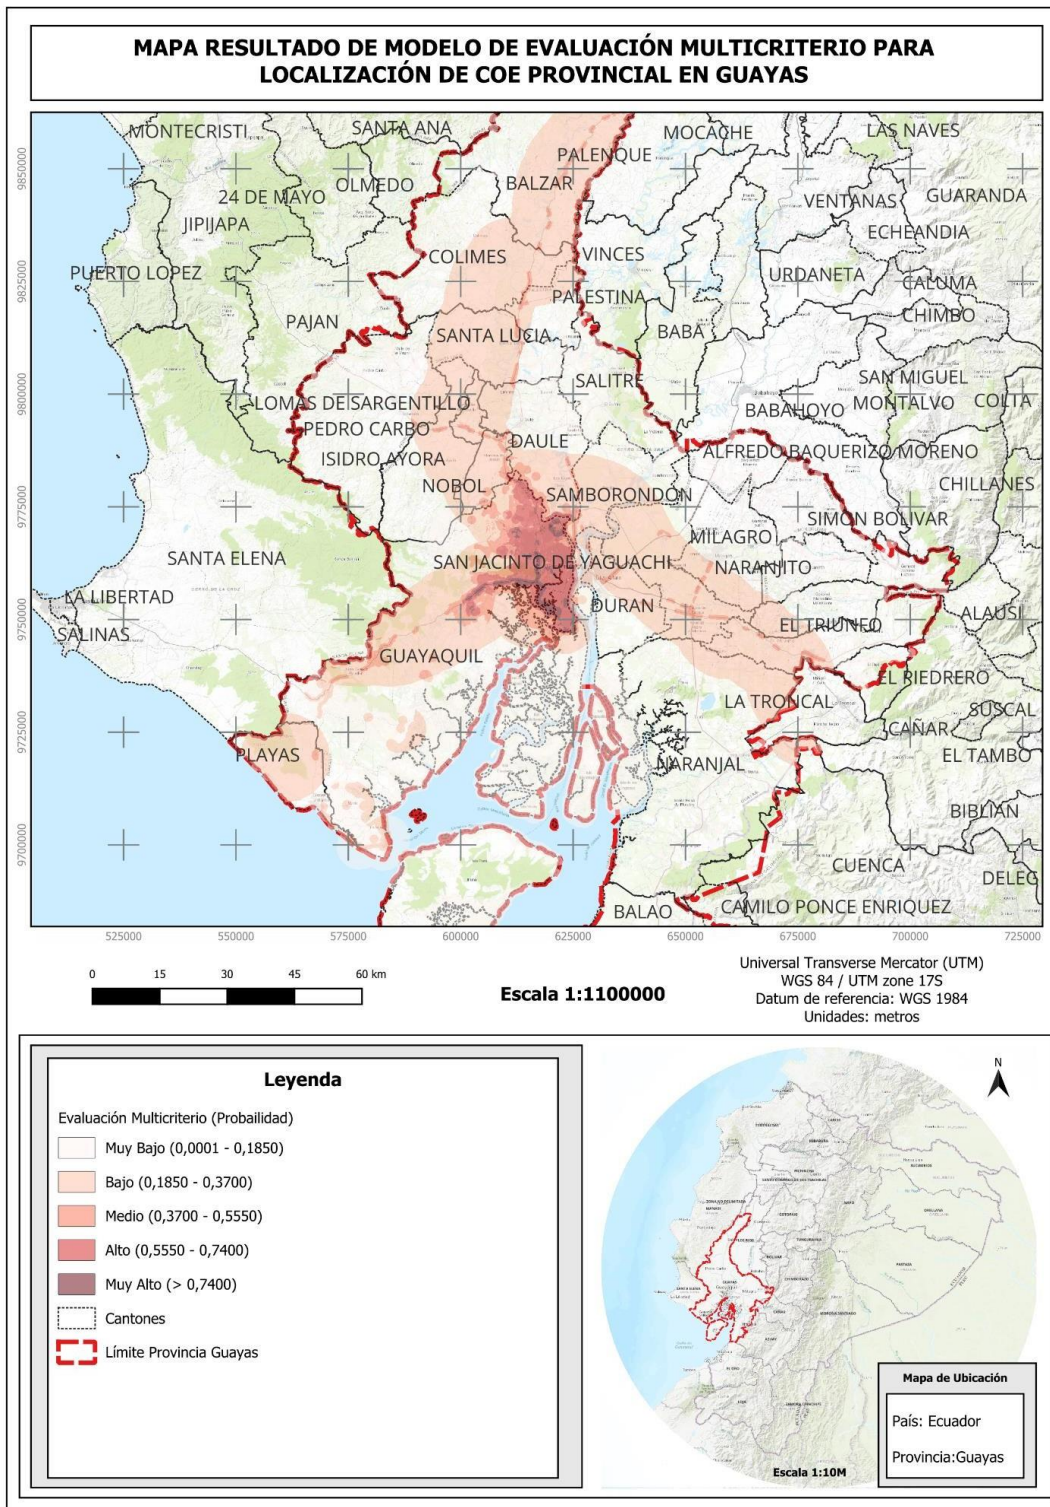 MAPA RESULTADO DE MODELO DE EVALUACIÓN MULTICRITERIO PARA
LOCALIZACIÓN DE COE PROVINCIAL EN GUAYAS
MONTECRISTI
SANTA ANA
MOCACHE
LAS NAVES
PALENQUE
24 DE MAYO
OLMEDO
BALZAR
VENTANAS
GUARANDA
JIPIJAPA
ECHEANDIA
PUERTO LOPEZ
COLIMES
VINCES
URDANETA
CALUMA
PALESTINA
CHIMBO
PAJAN
SANTA LUCIA
BABA
SALITRE
SAN MIGUEL
LOMAS DE SARGENTILLO
BABAHOYO
MONTALVO
COLTA
PEDRO CARBO
DAULE
ALFREDO BAQUERIZO MORENO
ISIDRO AYORA
NOBOL
SAMBORONDÓN
CHILLANES
SIMON BOLIVAR
MILAGRO
SANTA ELENA
SAN JACINTO DE YAGUACHI
NARANJITO
LA LIBERTAD
DURAN
ALAUSI
SALINAS
EL TRIUNFO
GUAYAQUIL
EL PIEDRERO
LA TRONCAL
SUSCAL
CAÑAR
PLAYAS
NARANJAL
EL TAMBO
BIBLIAN
CUENCA
DELEG
BALAO
CAMILO PONCE ENRIQUEZ
9850000
9825000
9800000
9775000
9750000
9725000
9700000
525000 550000 575000 600000 625000 650000 675000 700000 725000
0 15 30 45 60 km
Escala 1:1100000
Universal Transverse Mercator (UTM)
WGS 84 / UTM zone 17S
Datum de referencia: WGS 1984
Unidades: metros
Leyenda
Evaluación Multicriterio (Probailidad)
Muy Bajo (0,0001 - 0,1850)
Bajo (0,1850 - 0,3700)
Medio (0,3700 - 0,5550)
Alto (0,5550 - 0,7400)
Muy Alto (> 0,7400)
Cantones
Límite Provincia Guayas
N
Escala 1:10M
Mapa de Ubicación
País: Ecuador
Provincia:Guayas